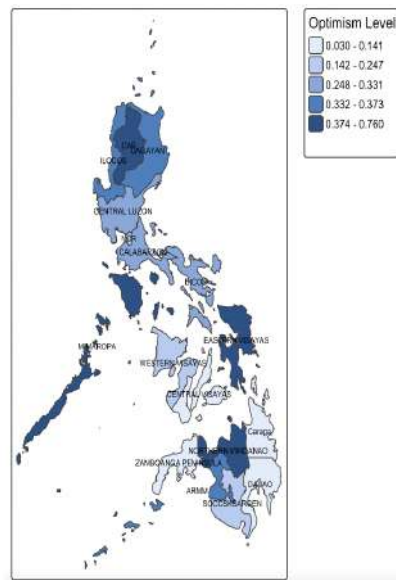 Optimism Level
0.030 - 0.141
0.142 - 0.247
0.248 - 0.331
0.332 - 0.373
0.374 - 0.760
CAR
CAGAYAN
ILOCOS
CENTRAL LUZON
NCR
CALABARZON
BICOL
MIMAROPA
EASTERN VISAYAS
WESTERN VISAYAS
CENTRAL VISAYAS
Caraga
NORTHERN MINDANAO
ZAMBOANGA PENINSULA
DAVAO
ARMM
SOCCSKSARGEN